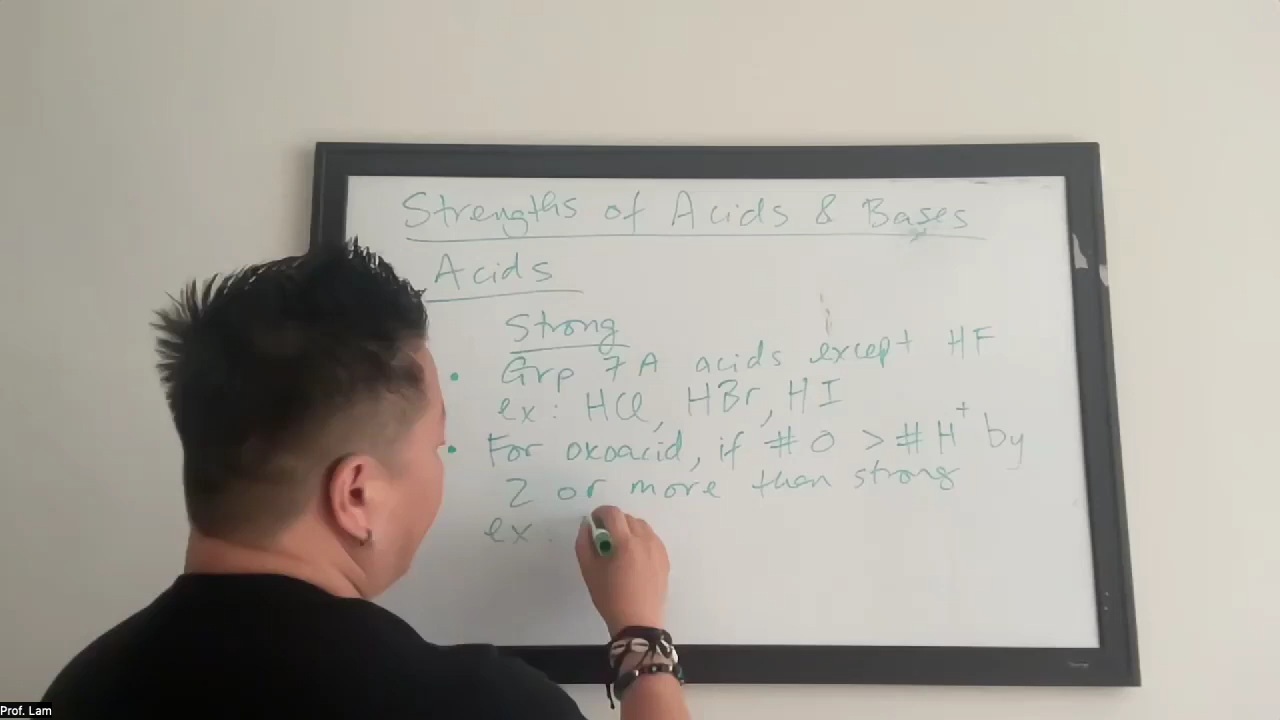 Strengths of Acids & Bases
Acids
Strong
• Grp 7A acids except HF
ex: HCl, HBr, HI
• For oxoacid, if # O > # H⁺ by
2 or more than strong
ex:
Prof. Lam